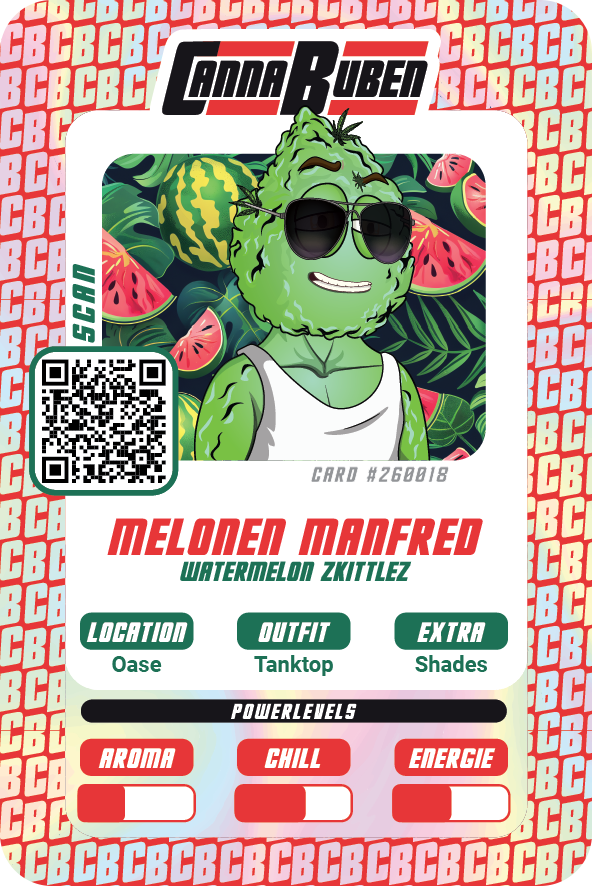 CANNABUBEN
SCAN
CARD #260018
MELONEN MANFRED
WATERMELON ZKITTLEZ
LOCATION OUTFIT EXTRA
Oase Tanktop Shades
POWERLEVELS
AROMA CHILL ENERGIE